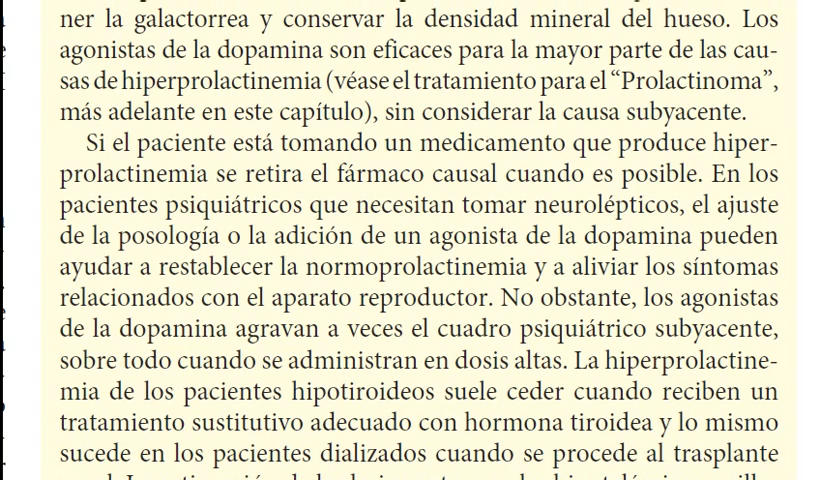 ner la galactorrea y conservar la densidad mineral del hueso. Los
agonistas de la dopamina son eficaces para la mayor parte de las cau-
sas de hiperprolactinemia (véase el tratamiento para el “Prolactinoma”,
más adelante en este capítulo), sin considerar la causa subyacente.
Si el paciente está tomando un medicamento que produce hiper-
prolactinemia se retira el fármaco causal cuando es posible. En los
pacientes psiquiátricos que necesitan tomar neurolépticos, el ajuste
de la posología o la adición de un agonista de la dopamina pueden
ayudar a restablecer la normoprolactinemia y a aliviar los síntomas
relacionados con el aparato reproductor. No obstante, los agonistas
de la dopamina agravan a veces el cuadro psiquiátrico subyacente,
sobre todo cuando se administran en dosis altas. La hiperprolactine-
mia de los pacientes hipotiroideos suele ceder cuando reciben un
tratamiento sustitutivo adecuado con hormona tiroidea y lo mismo
sucede en los pacientes dializados cuando se procede al trasplante